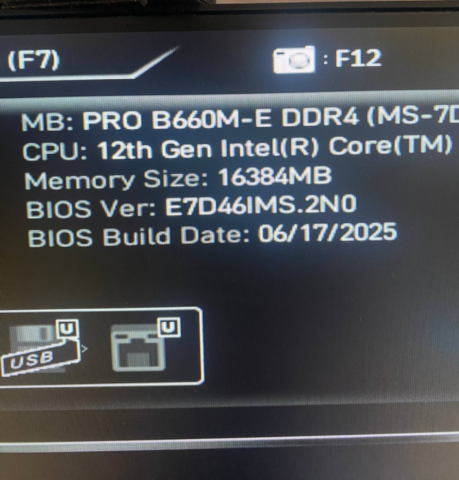 (F7)
: F12
MB: PRO B660M-E DDR4 (MS-7D
CPU: 12th Gen Intel(R) Core(TM)
Memory Size: 16384MB
BIOS Ver: E7D46IMS.2N0
BIOS Build Date: 06/17/2025
U
U
USB